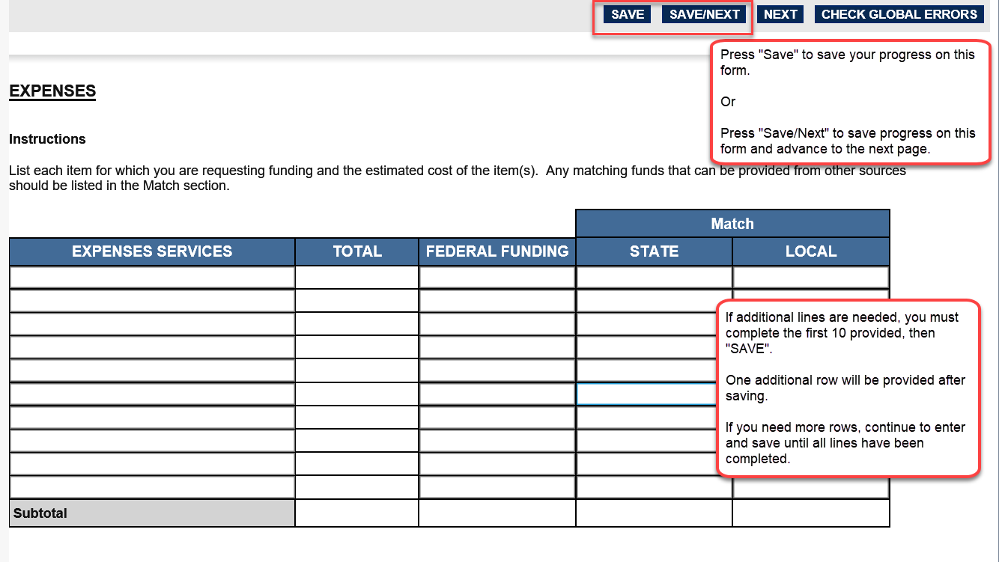 SAVE SAVE/NEXT NEXT CHECK GLOBAL ERRORS
Press "Save" to save your progress on this
form.
Or
Press "Save/Next" to save progress on this
form and advance to the next page.
EXPENSES
Instructions
List each item for which you are requesting funding and the estimated cost of the item(s).  Any matching funds that can be provided from other sources
should be listed in the Match section.
Match
EXPENSES SERVICES TOTAL FEDERAL FUNDING STATE LOCAL
If additional lines are needed, you must
complete the first 10 provided, then
"SAVE".
One additional row will be provided after
saving.
If you need more rows, continue to enter
and save until all lines have been
completed.
Subtotal